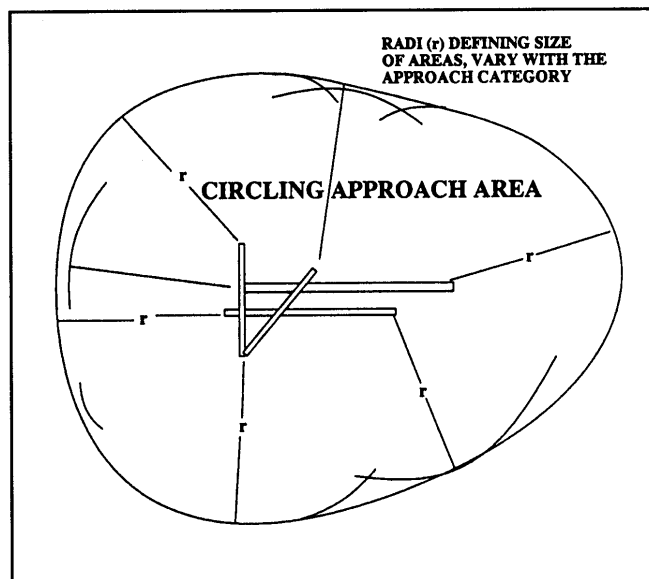 RADI (r) DEFINING SIZE
OF AREAS, VARY WITH THE
APPROACH CATEGORY
r
CIRCLING APPROACH AREA
r
r
r
r